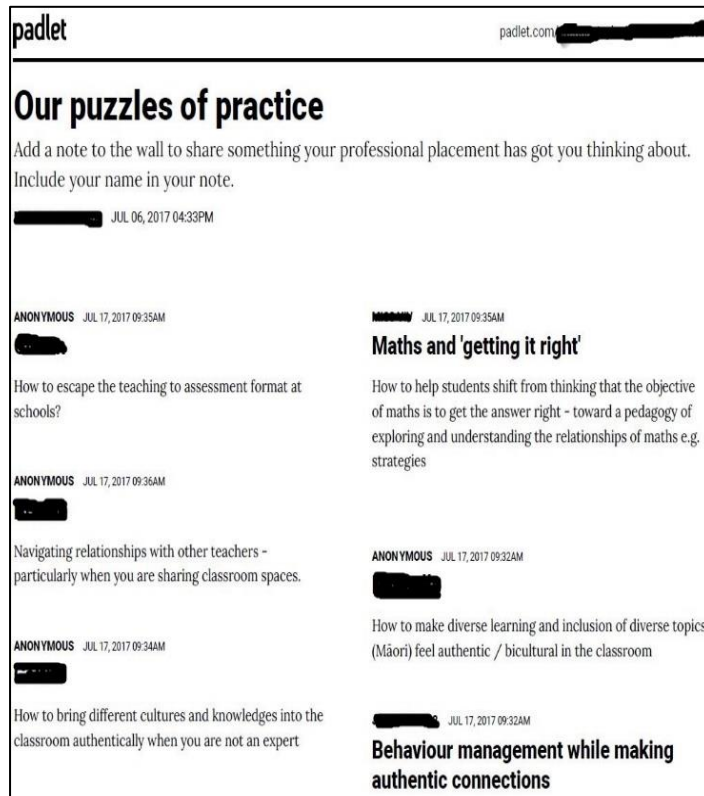 padlet
padlet.com/
Our puzzles of practice
Add a note to the wall to share something your professional placement has got you thinking about.
Include your name in your note.
JUL 06, 2017 04:33PM
ANONYMOUS JUL 17, 2017 09:35AM
How to escape the teaching to assessment format at
schools?
ANONYMOUS JUL 17, 2017 09:36AM
Navigating relationships with other teachers -
particularly when you are sharing classroom spaces.
ANONYMOUS JUL 17, 2017 09:34AM
How to bring different cultures and knowledges into the
classroom authentically when you are not an expert
JUL 17, 2017 09:35AM
Maths and 'getting it right'
How to help students shift from thinking that the objective
of maths is to get the answer right - toward a pedagogy of
exploring and understanding the relationships of maths e.g.
strategies
ANONYMOUS JUL 17, 2017 09:32AM
How to make diverse learning and inclusion of diverse topics
(Māori) feel authentic / bicultural in the classroom
JUL 17, 2017 09:32AM
Behaviour management while making
authentic connections